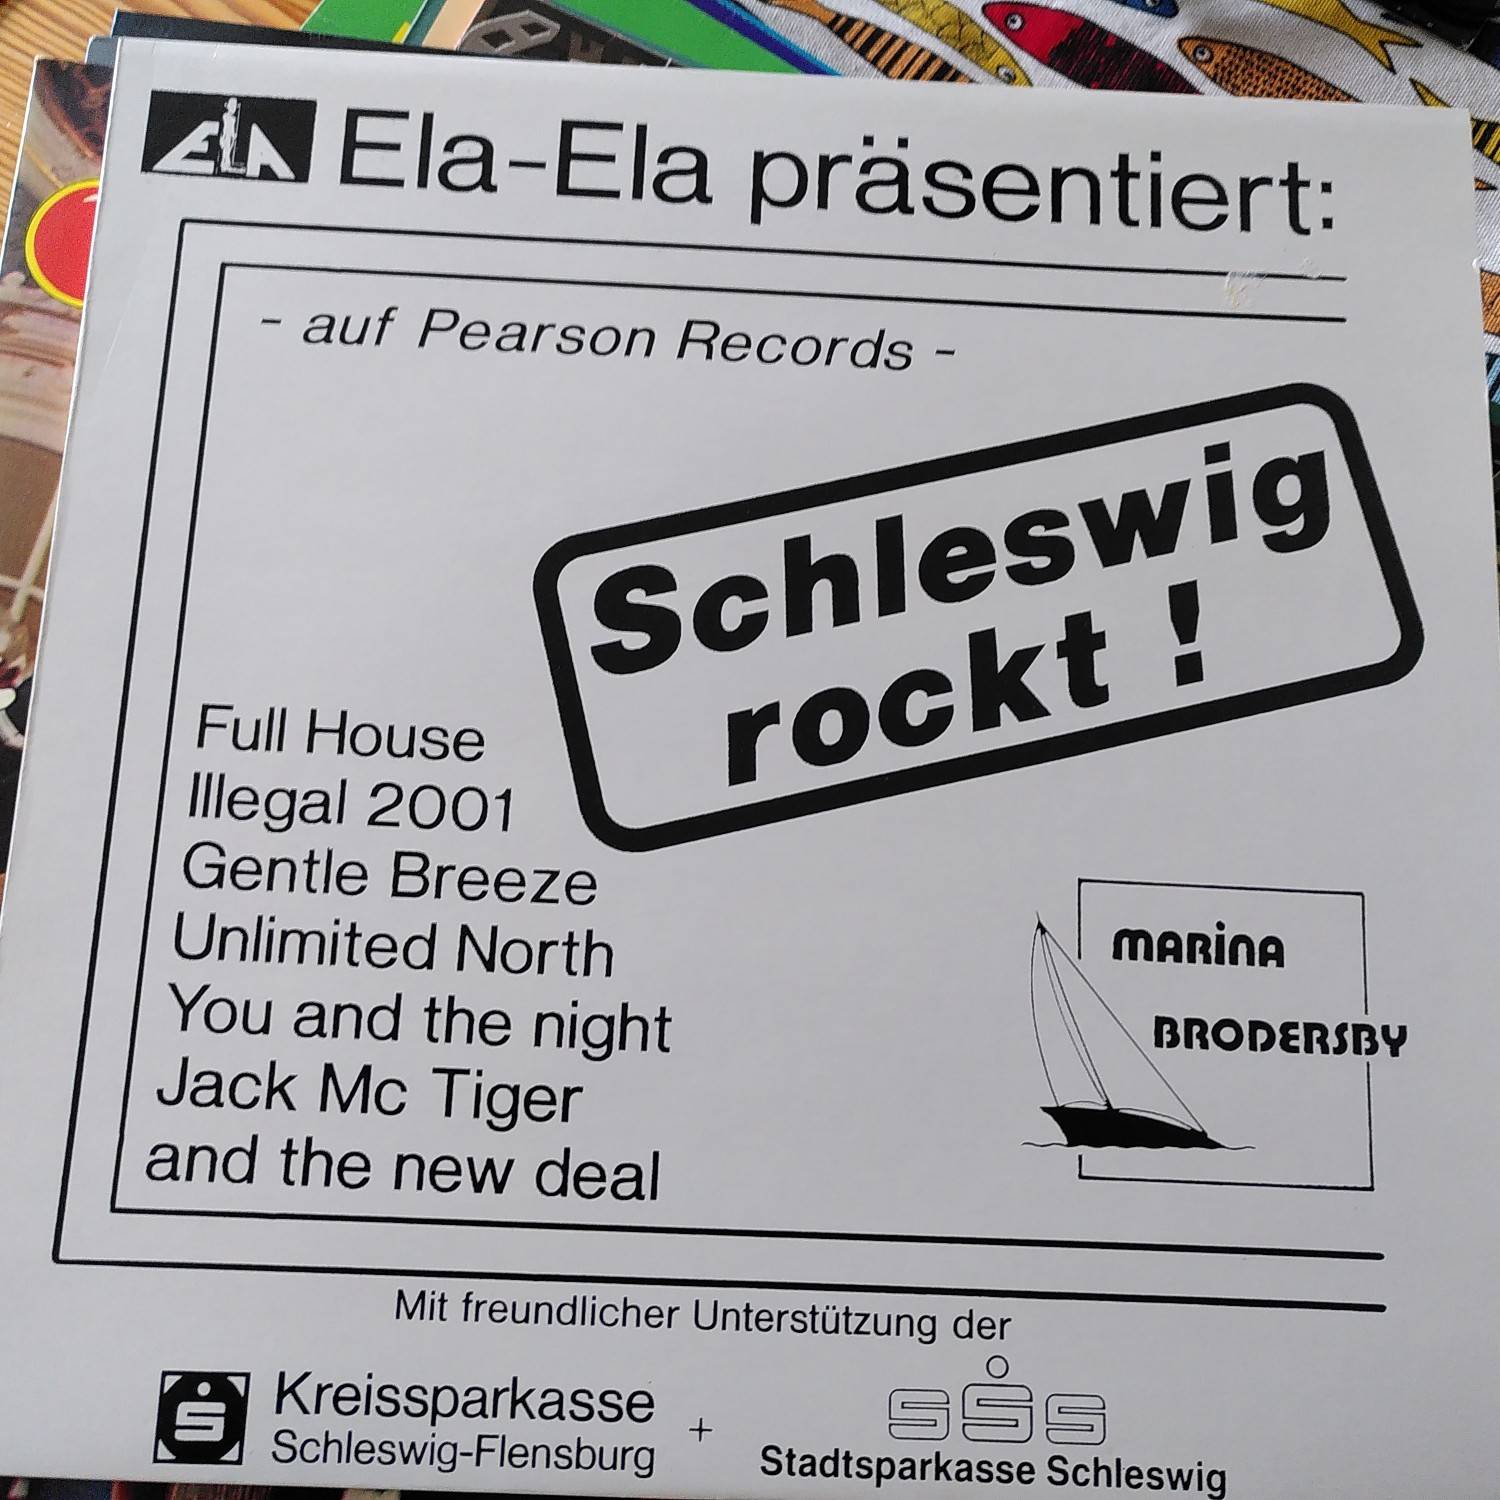 ELA Ela-Ela präsentiert:
- auf Pearson Records -
Schleswig
rockt !
Full House
Illegal 2001
Gentle Breeze
Unlimited North
You and the night
Jack Mc Tiger
and the new deal
MARINA
BRODERSBY
Mit freundlicher Unterstützung der
Kreissparkasse
Schleswig-Flensburg
+
SSS
Stadtsparkasse Schleswig